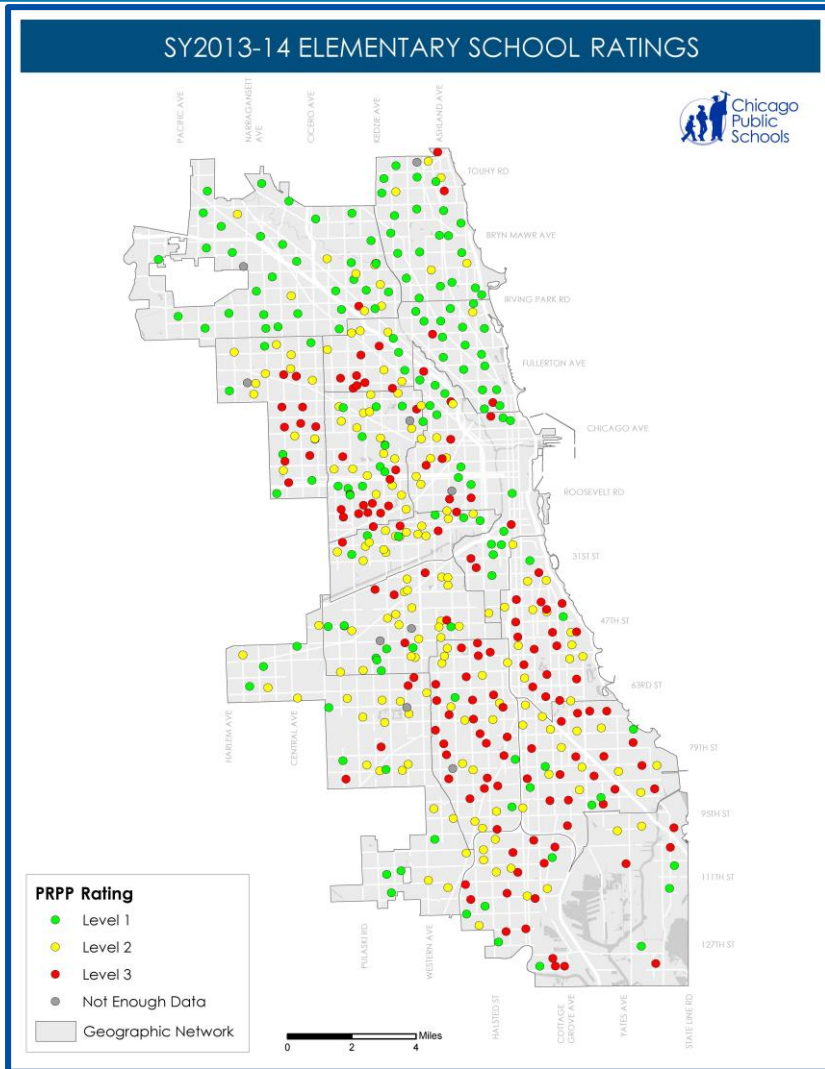 SY2013-14 ELEMENTARY SCHOOL RATINGS
Chicago
Public
Schools
PACIFIC AVE
NARRAGANSETT
AVE
CICERO AVE
KEDZIE AVE
ASHLAND AVE
TOUHY RD
BRYN MAWR AVE
IRVING PARK RD
FULLERTON AVE
CHICAGO AVE
ROOSEVELT RD
31ST ST
47TH ST
63RD ST
79TH ST
95TH ST
111TH ST
127TH ST
HARLEM AVE
CENTRAL AVE
PULASKI RD
WESTERN AVE
HALSTED ST
COTTAGE
GROVE AVE
YATES AVE
STATE LINE RD
PRPP Rating
Level 1
Level 2
Level 3
Not Enough Data
Geographic Network
Miles
0 2 4